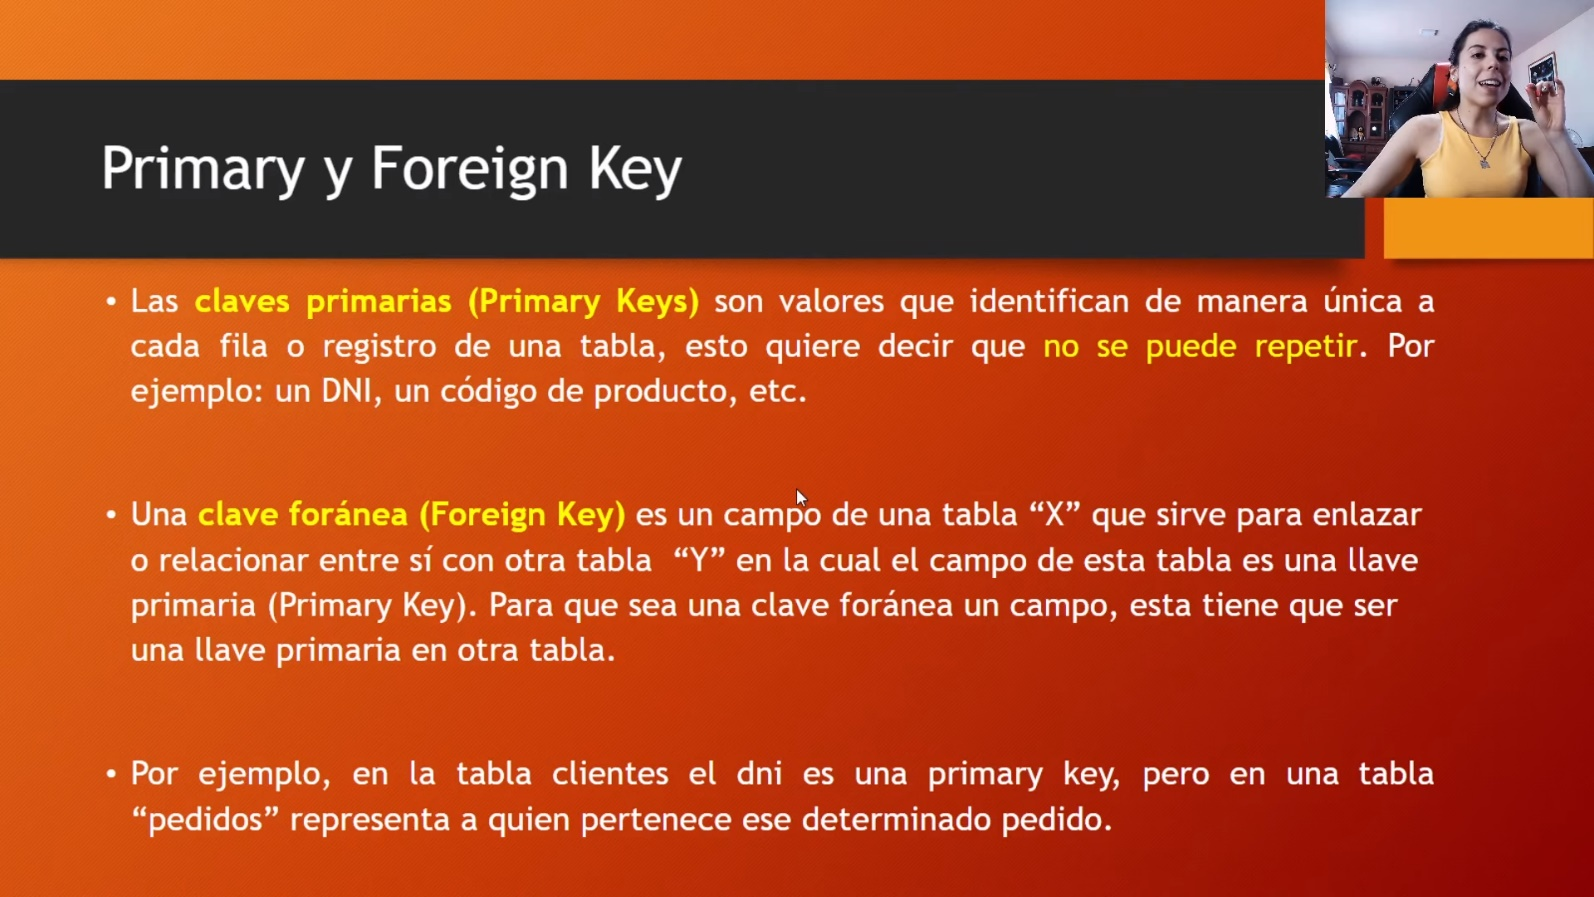 Primary y Foreign Key
• Las claves primarias (Primary Keys) son valores que identifican de manera única a
cada fila o registro de una tabla, esto quiere decir que no se puede repetir. Por
ejemplo: un DNI, un código de producto, etc.
• Una clave foránea (Foreign Key) es un campo de una tabla “X” que sirve para enlazar
o relacionar entre sí con otra tabla “Y” en la cual el campo de esta tabla es una llave
primaria (Primary Key). Para que sea una clave foránea un campo, esta tiene que ser
una llave primaria en otra tabla.
• Por ejemplo, en la tabla clientes el dni es una primary key, pero en una tabla
“pedidos” representa a quien pertenece ese determinado pedido.